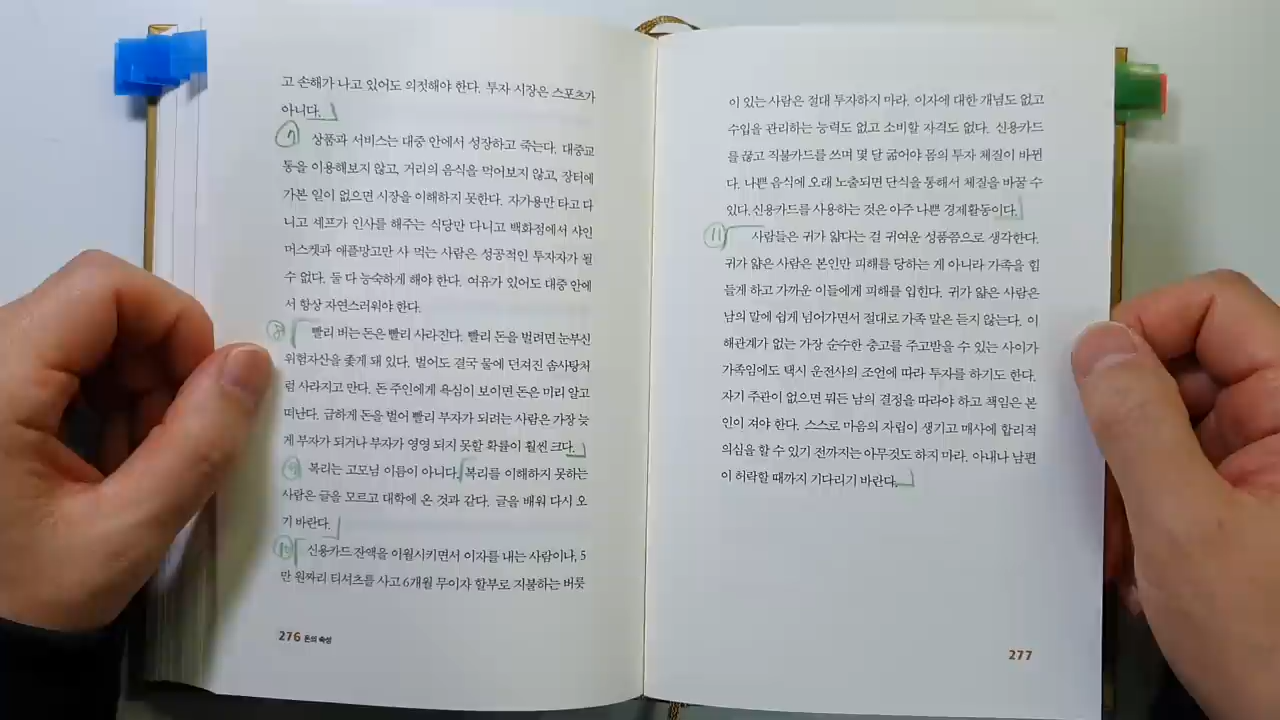 고 손해가 나고 있어도 의젓해야 한다. 투자 시장은 스포츠가
아니다.
7
상품과 서비스는 대중 안에서 성장하고 죽는다. 대중교
통을 이용해보지 않고, 거리의 음식을 먹어보지 않고, 장터에
가본 일이 없으면 시장을 이해하지 못한다. 자가용만 타고 다
니고 셰프가 인사를 해주는 식당만 다니고 백화점에서 샤인
머스켓과 애플망고만 사 먹는 사람은 성공적인 투자자가 될
수 없다. 둘 다 능숙하게 해야 한다. 여유가 있어도 대중 안에
서 항상 자연스러워야 한다.
8
빨리 버는 돈은 빨리 사라진다. 빨리 돈을 벌려면 눈부신
위험자산을 좇게 돼 있다. 벌어도 결국 물에 던져진 솜사탕처
럼 사라지고 만다. 돈 주인에게 욕심이 보이면 돈은 미리 알고
떠난다. 급하게 돈을 벌어 빨리 부자가 되려는 사람은 가장 늦
게 부자가 되거나 부자가 영영 되지 못할 확률이 훨씬 크다.
9
복리는 고모님 이름이 아니다. 복리를 이해하지 못하는
사람은 글을 모르고 대학에 온 것과 같다. 글을 배워 다시 오
기 바란다.
10
신용카드 잔액을 이월시키면서 이자를 내는 사람이나, 5
만 원짜리 티셔츠를 사고 6개월 무이자 할부로 지불하는 버릇
276 돈의 속성
이 있는 사람은 절대 투자하지 마라. 이자에 대한 개념도 없고
수입을 관리하는 능력도 없고 소비할 자격도 없다. 신용카드
를 끊고 직불카드를 쓰며 몇 달 굶어야 몸의 투자 체질이 바뀐
다. 나쁜 음식에 오래 노출되면 단식을 통해서 체질을 바꿀 수
있다. 신용카드를 사용하는 것은 아주 나쁜 경제활동이다.
11
사람들은 귀가 얇다는 걸 귀여운 성품쯤으로 생각한다.
귀가 얇은 사람은 본인만 피해를 당하는 게 아니라 가족을 힘
들게 하고 가까운 이들에게 피해를 입힌다. 귀가 얇은 사람은
남의 말에 쉽게 넘어가면서 절대로 가족 말은 듣지 않는다. 이
해관계가 없는 가장 순수한 충고를 주고받을 수 있는 사이가
가족임에도 택시 운전사의 조언에 따라 투자를 하기도 한다.
자기 주관이 없으면 뭐든 남의 결정을 따라야 하고 책임은 본
인이 져야 한다. 스스로 마음의 자립이 생기고 매사에 합리적
의심을 할 수 있기 전까지는 아무것도 하지 마라. 아내나 남편
이 허락할 때까지 기다리기 바란다.
277